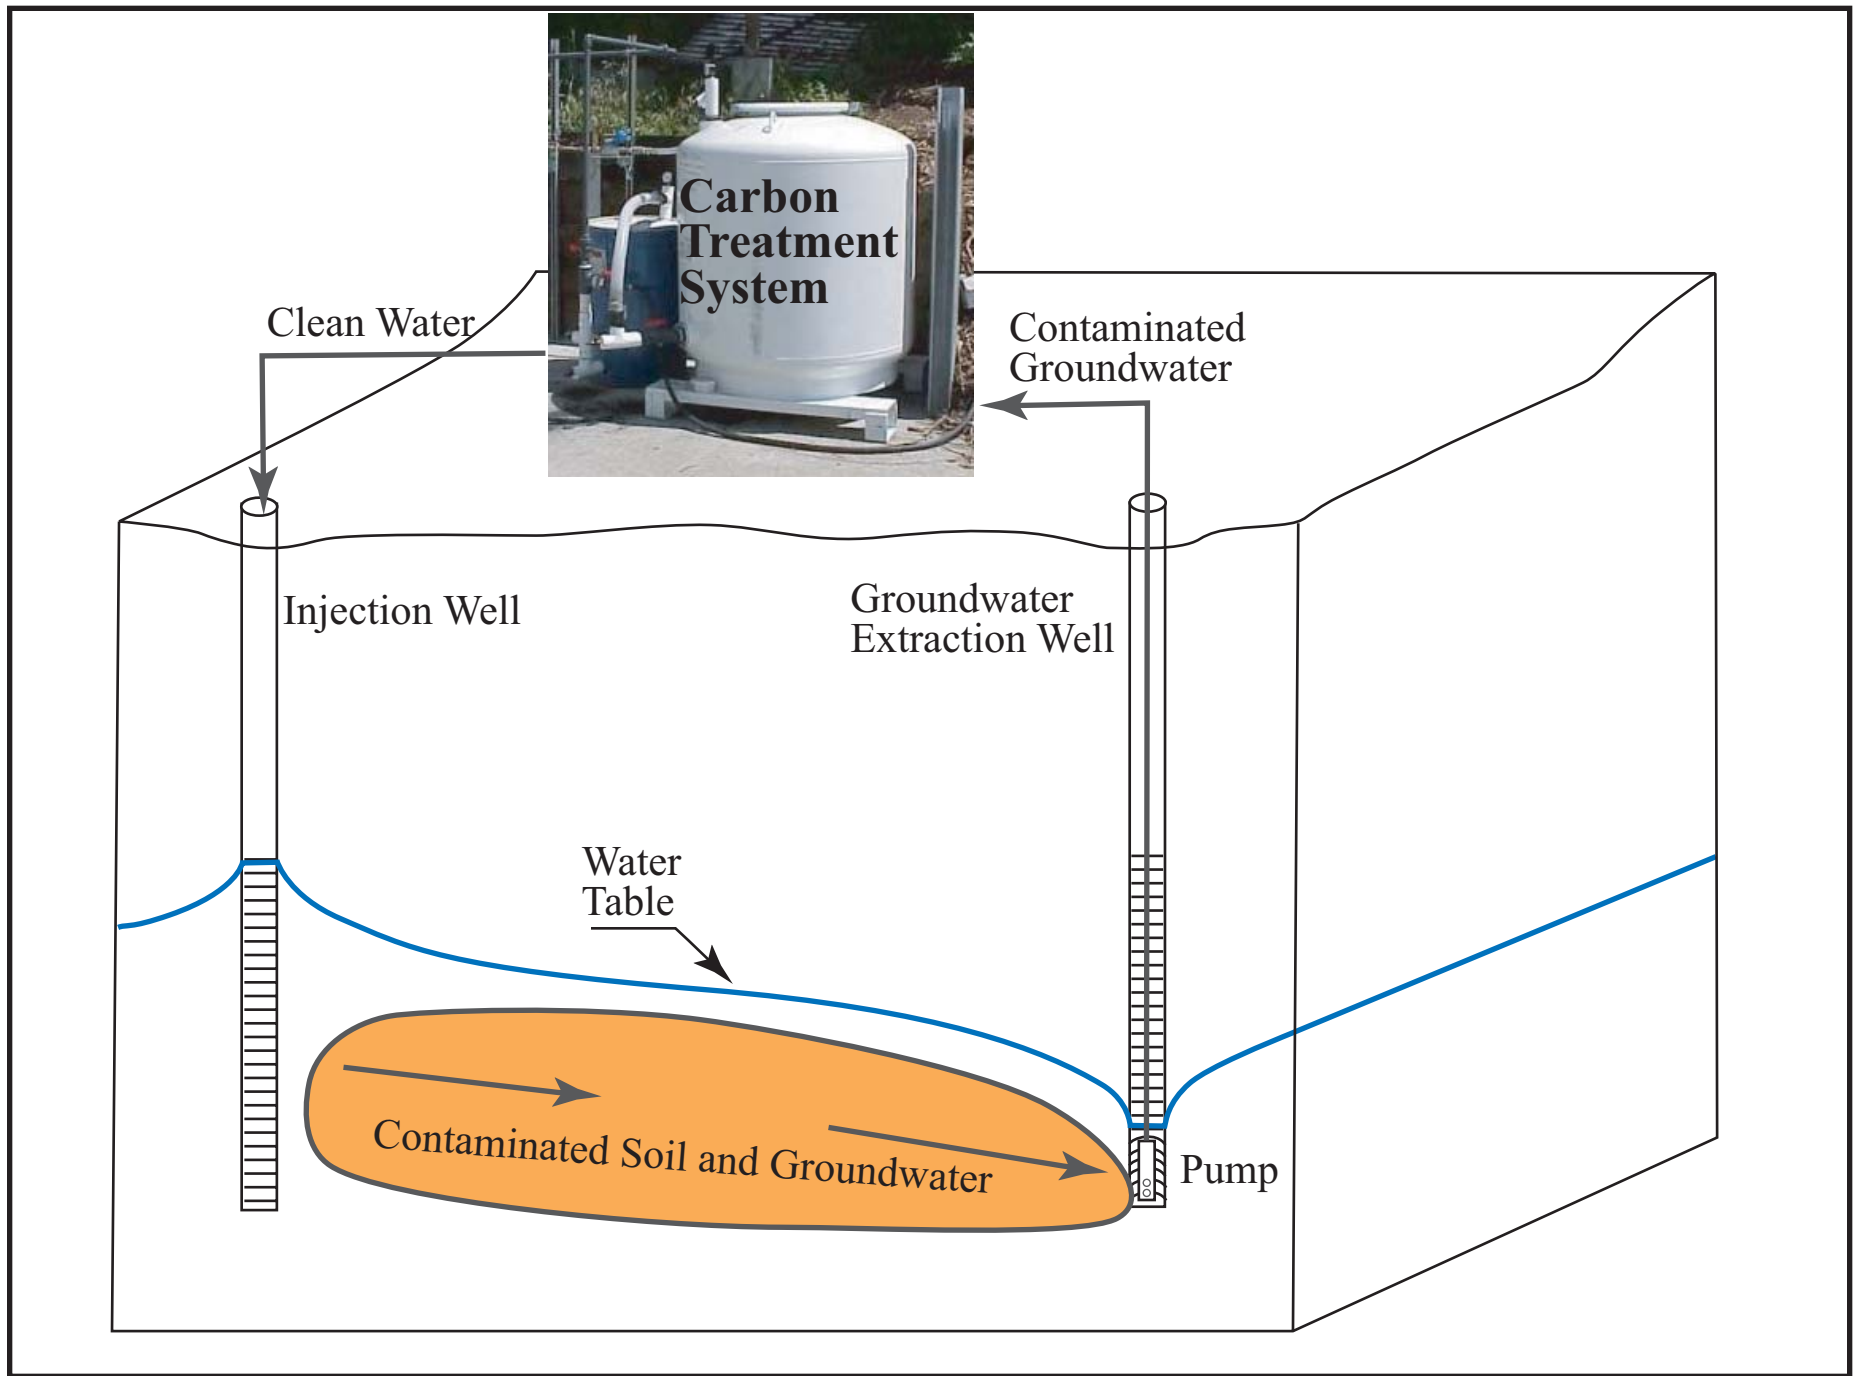 Carbon
Treatment
System
Clean Water
Contaminated
Groundwater
Injection Well
Groundwater
Extraction Well
Water
Table
Contaminated Soil and Groundwater
Pump